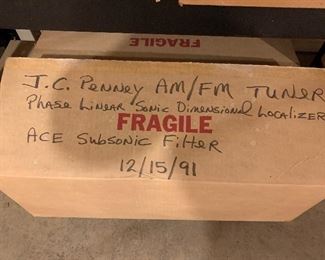 FRAGILE
J.C. Penney AM/FM TUNER
Phase Linear Sonic Dimensional Localizer
FRAGILE
ACE Subsonic Filter
12/15/91